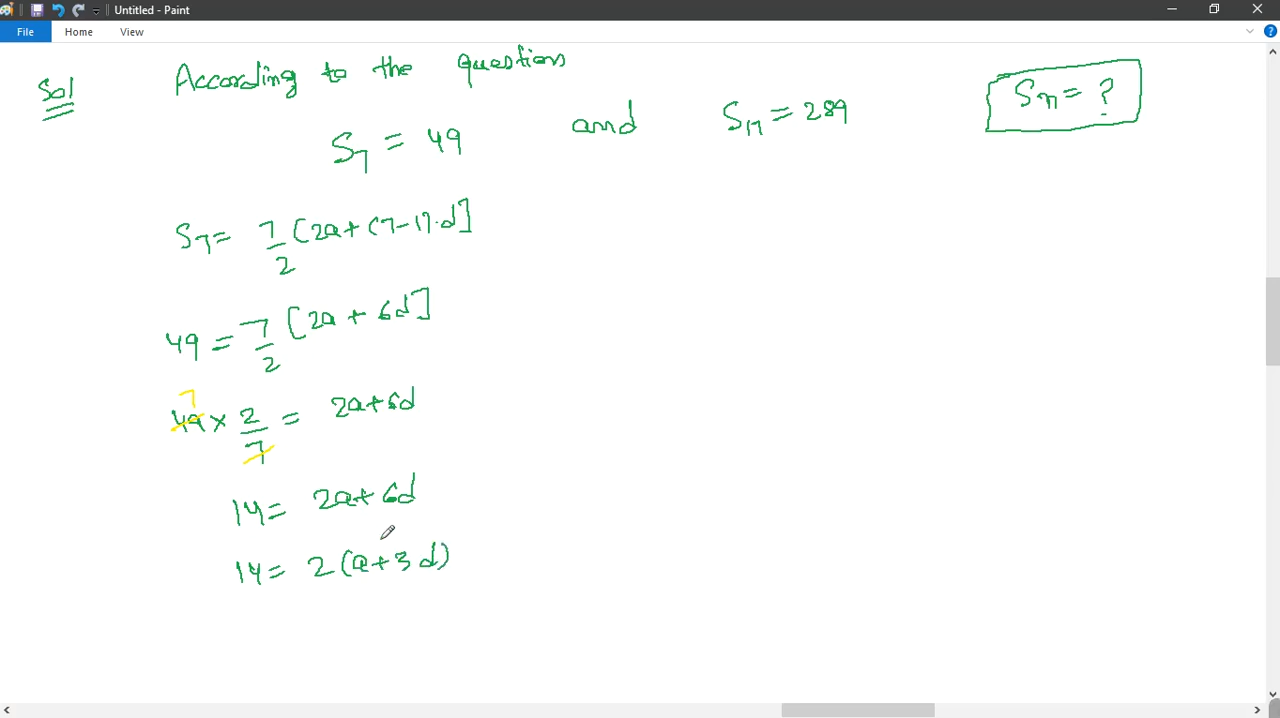 Untitled - Paint
File Home View
Sol According to the questions
S7 = 49 and S17 = 289
Sn = ?
S7 = 7/2 [2a + (7-1)·d]
49 = 7/2 [2a + 6d]
7
49 × 2/7 = 2a+6d
14 = 2a+6d
14 = 2(a+3d)